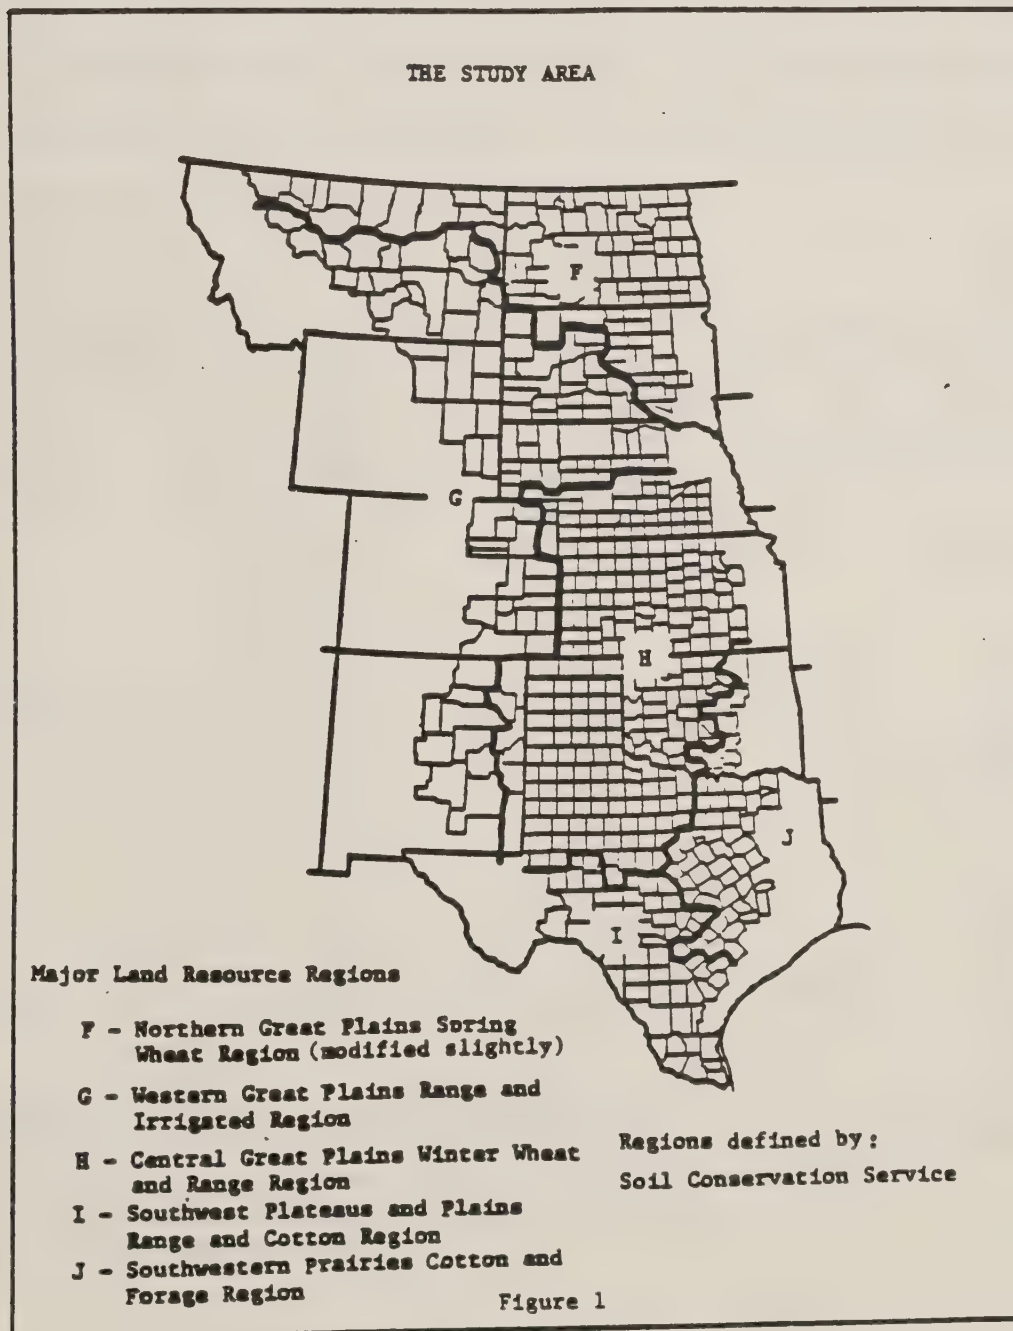 THE STUDY AREA
F
G
H
J
I
Major Land Resource Regions
F - Northern Great Plains Spring
Wheat Region (modified slightly)
G - Western Great Plains Range and
Irrigated Region
H - Central Great Plains Winter Wheat
and Range Region
I - Southwest Plateaus and Plains
Range and Cotton Region
J - Southwestern Prairies Cotton and
Forage Region
Regions defined by:
Soil Conservation Service
Figure 1